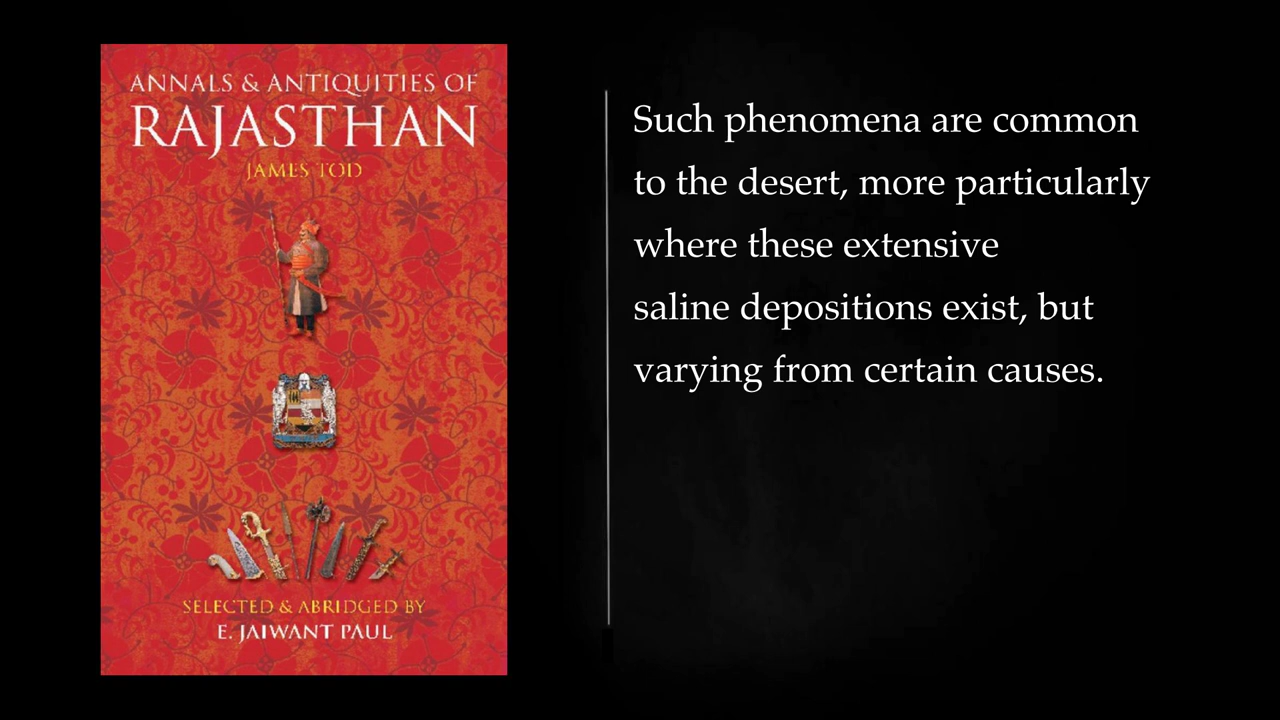 ANNALS & ANTIQUITIES OF
RAJASTHAN
JAMES TOD
SELECTED & ABRIDGED BY
E. JAIWANT PAUL
Such phenomena are common
to the desert, more particularly
where these extensive
saline depositions exist, but
varying from certain causes.